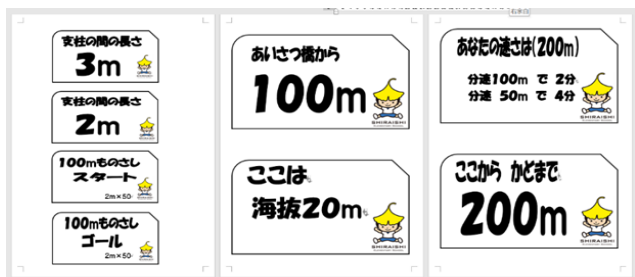 支柱の間の長さ
3m
支柱の間の長さ
2m
100mものさし
スタート
2m×50
100mものさし
ゴール
2m×50
あいさつ橋から
100m
SHIRAISHI
ここは
海抜20m
SHIRAISHI
あなたの速さは(200m)
分速100m で 2分
分速 50m で 4分
SHIRAISHI
ここから かどまで
200m
SHIRAISHI